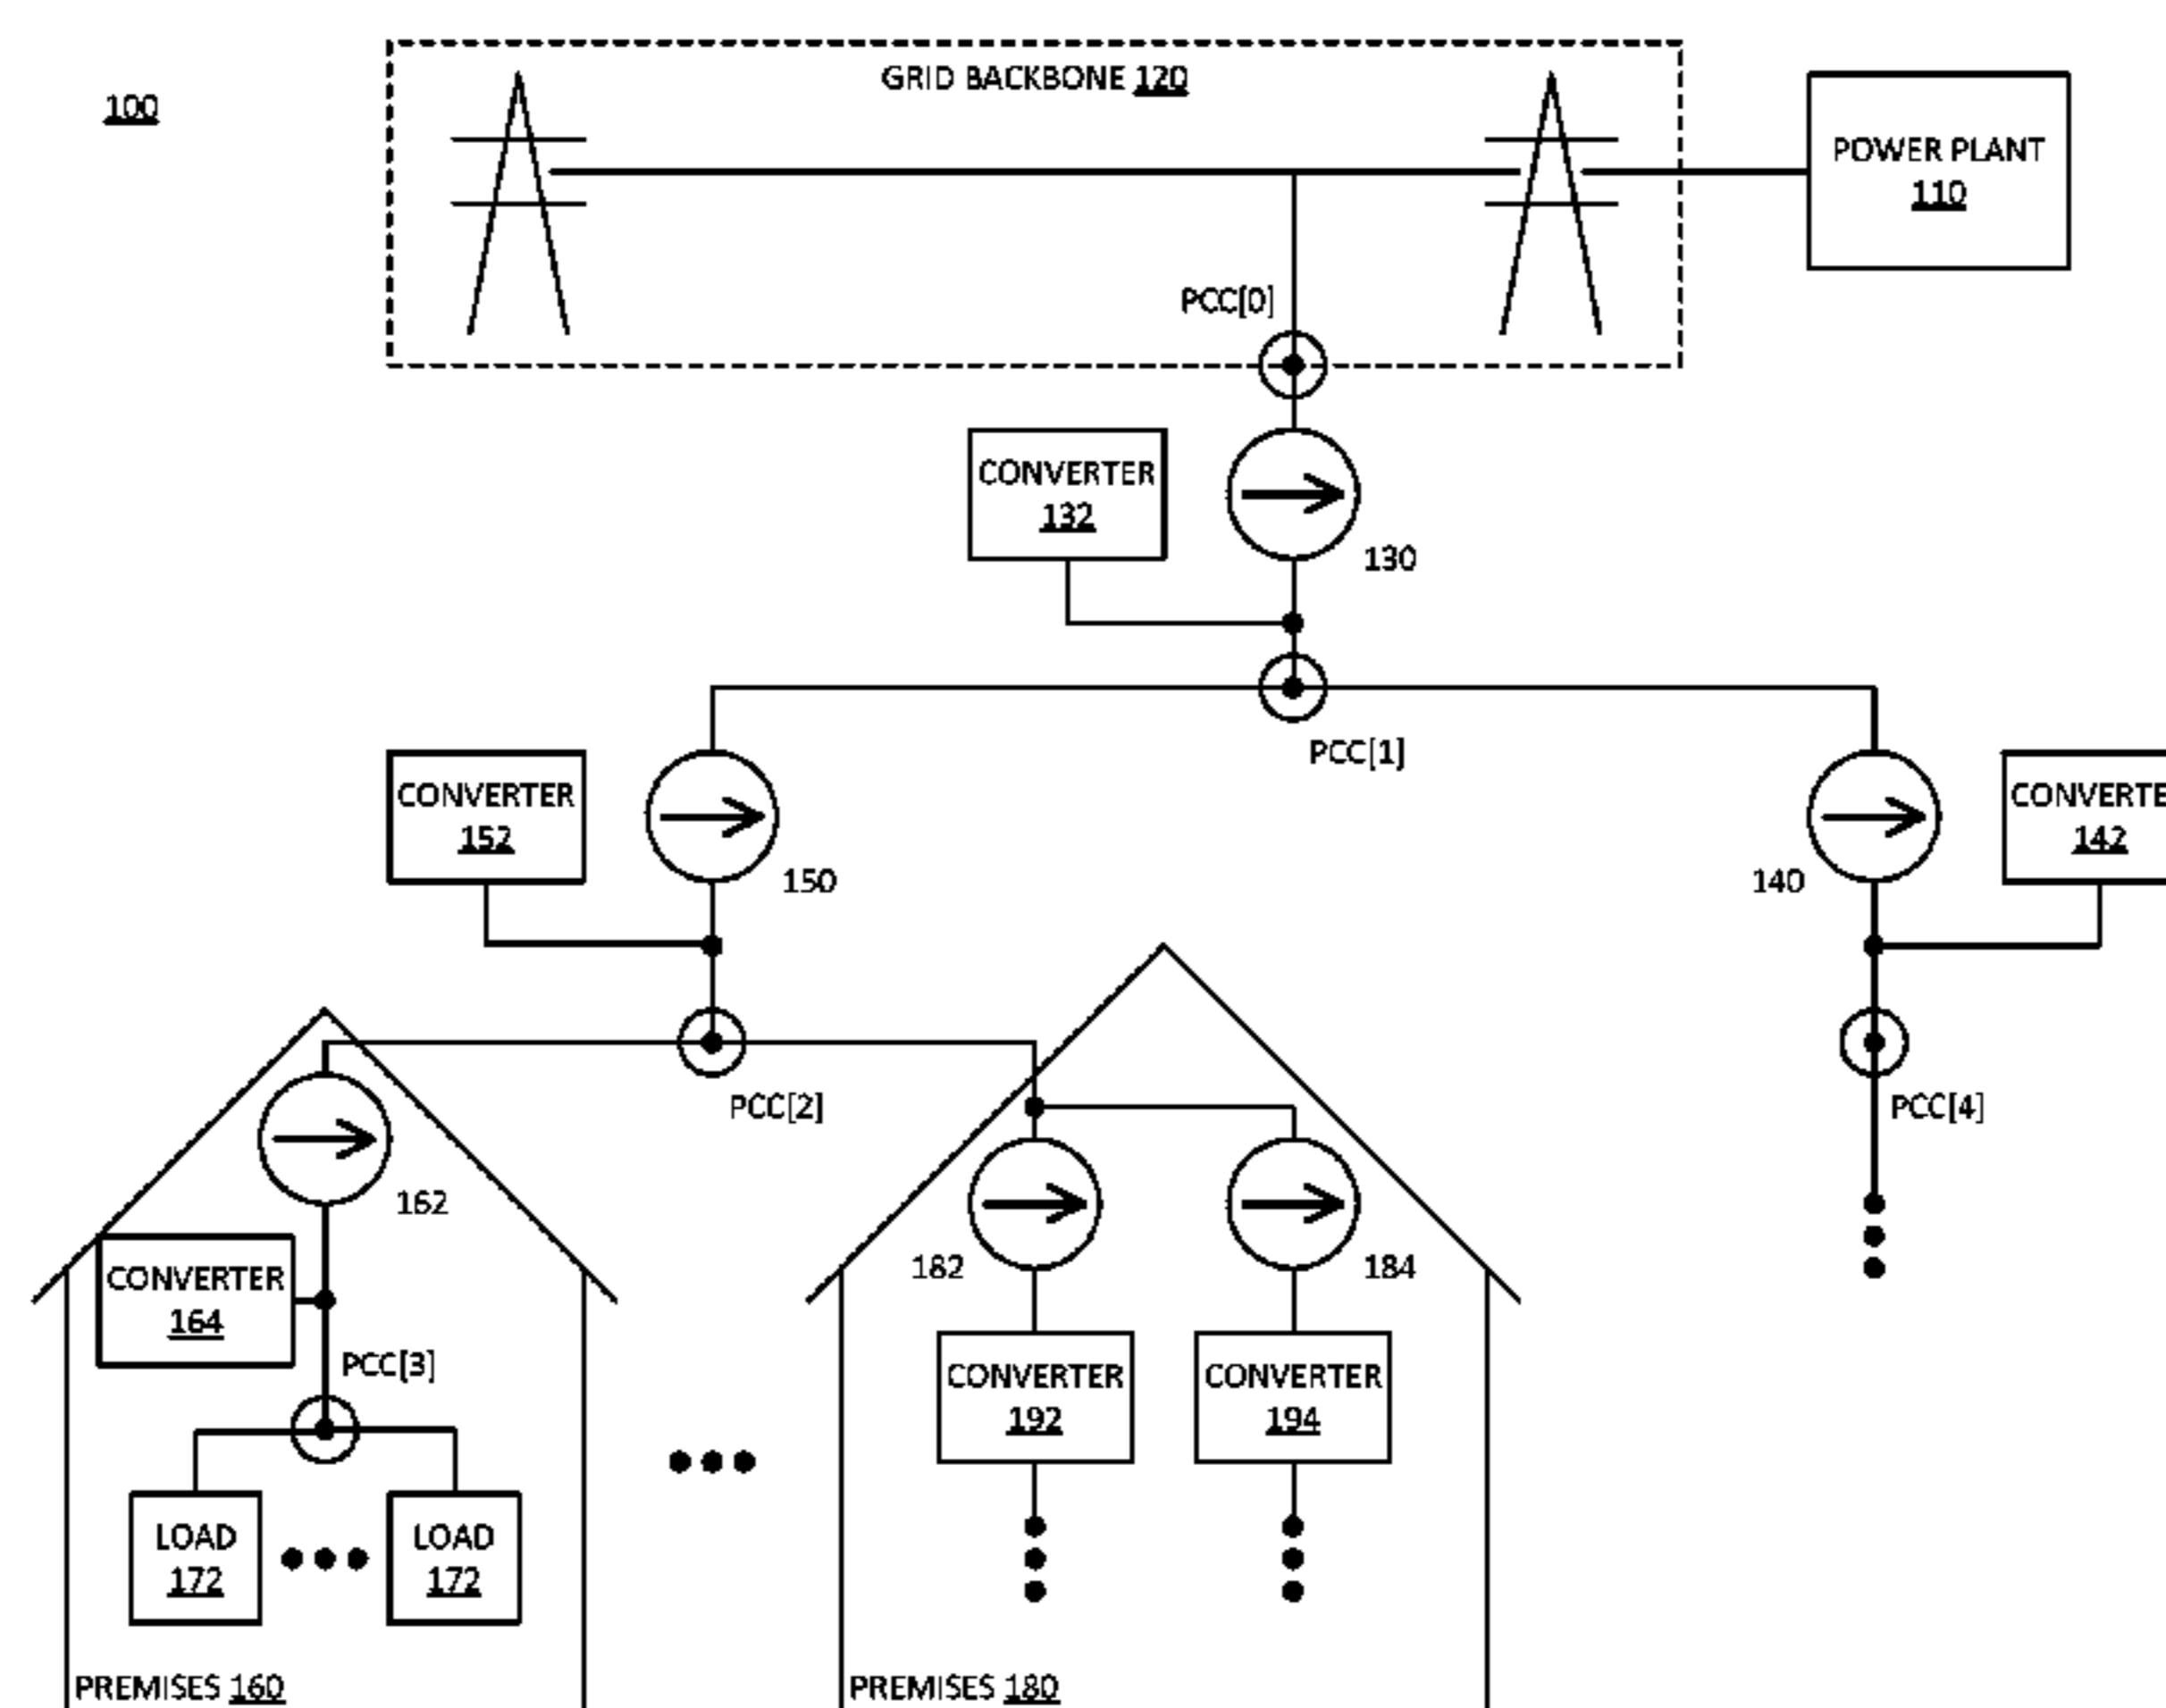 100
GRID BACKBONE 120
POWER PLANT
110
PCC[0]
CONVERTER
132
130
PCC[1]
CONVERTER
152
150
140
CONVERTE
142
PCC[2]
PCC[4]
162
CONVERTER
164
PCC[3]
182
184
CONVERTER
192
CONVERTER
194
LOAD
172
LOAD
172
PREMISES 160
PREMISES 180